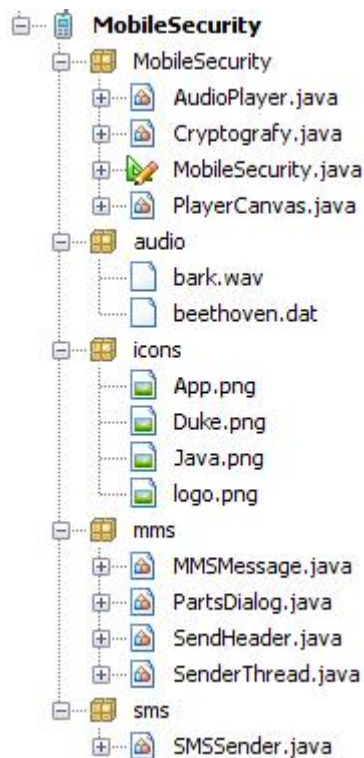 MobileSecurity
MobileSecurity
AudioPlayer.java
Cryptografy.java
MobileSecurity.java
PlayerCanvas.java
audio
bark.wav
beethoven.dat
icons
App.png
Duke.png
Java.png
logo.png
mms
MMSMessage.java
PartsDialog.java
SendHeader.java
SenderThread.java
sms
SMSSender.java